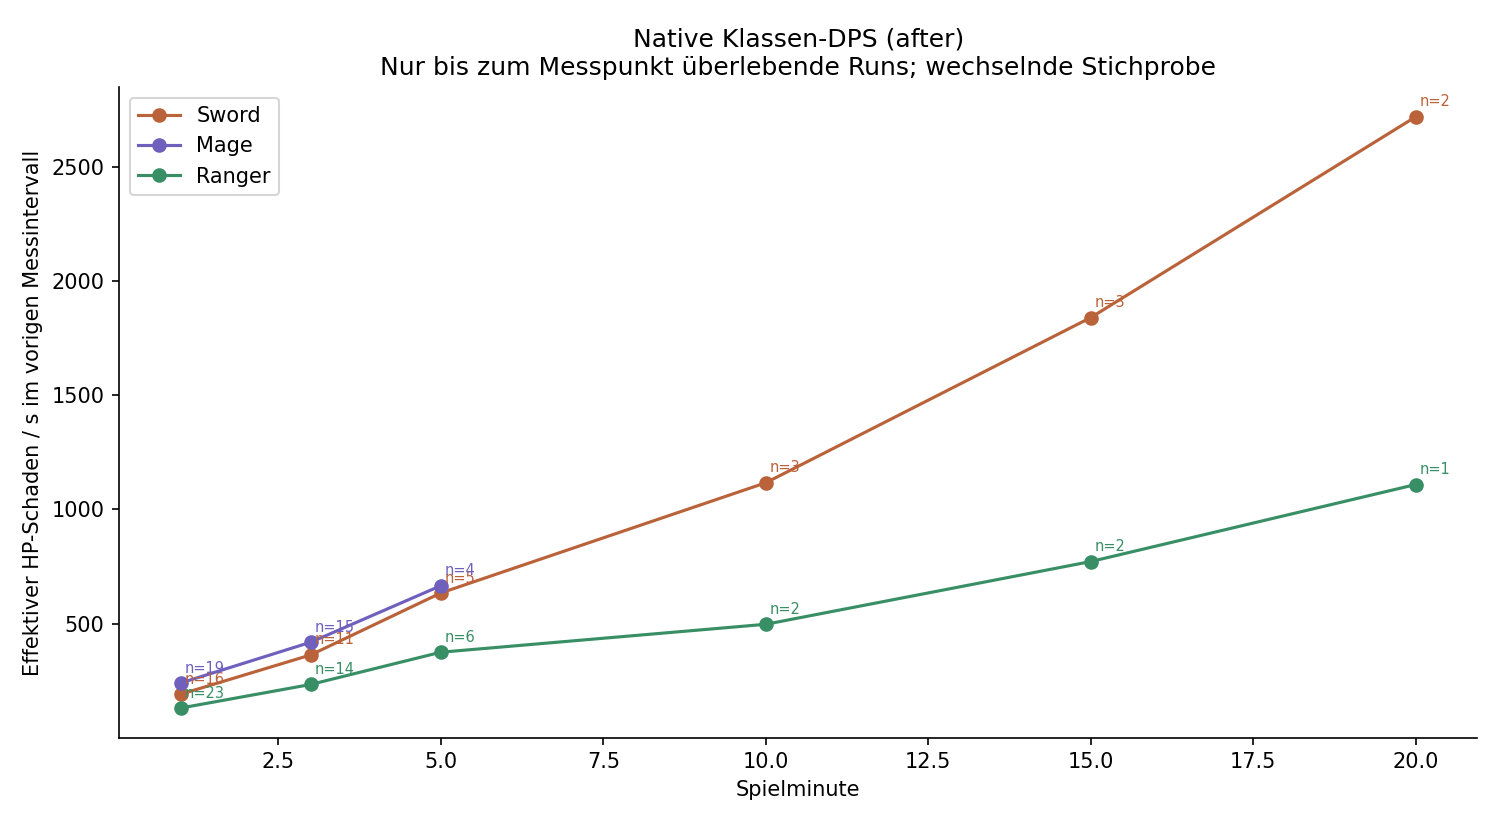 Native Klassen-DPS (after)
Nur bis zum Messpunkt überlebende Runs; wechselnde Stichprobe
Sword
Mage
Ranger
Effektiver HP-Schaden / s im vorigen Messintervall
2500
2000
1500
1000
500
n=2
n=3
n=3
n=1
n=2
n=2
n=4
n=5
n=6
n=15
n=11
n=14
n=19
n=16
n=23
2.5 5.0 7.5 10.0 12.5 15.0 17.5 20.0
Spielminute